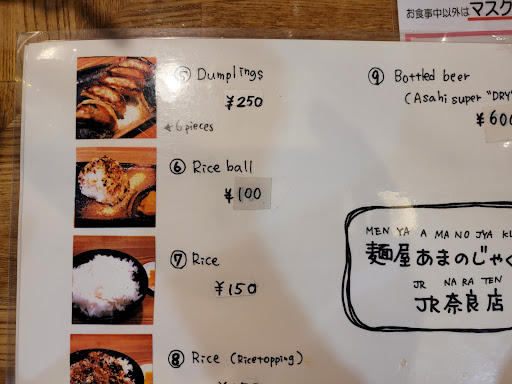 お食事中以外はマスク
⑤ Dumplings
¥250
*6 pieces
⑥ Rice ball
¥100
⑦ Rice
¥150
⑧ Rice (Ricetopping)
⑨ Bottled beer
(Asahi super "DRY"
¥600
MEN YA A MA NO JYA KU
麺屋あまのじゃく
JR NA RA TEN
JR奈良店